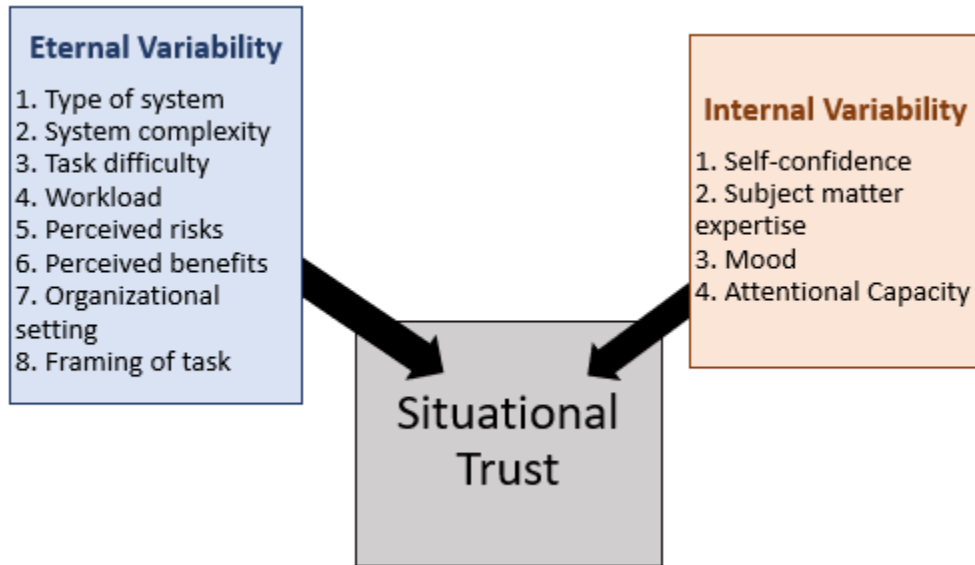 Eternal Variability
1. Type of system
2. System complexity
3. Task difficulty
4. Workload
5. Perceived risks
6. Perceived benefits
7. Organizational
setting
8. Framing of task
Internal Variability
1. Self-confidence
2. Subject matter
expertise
3. Mood
4. Attentional Capacity
Situational
Trust